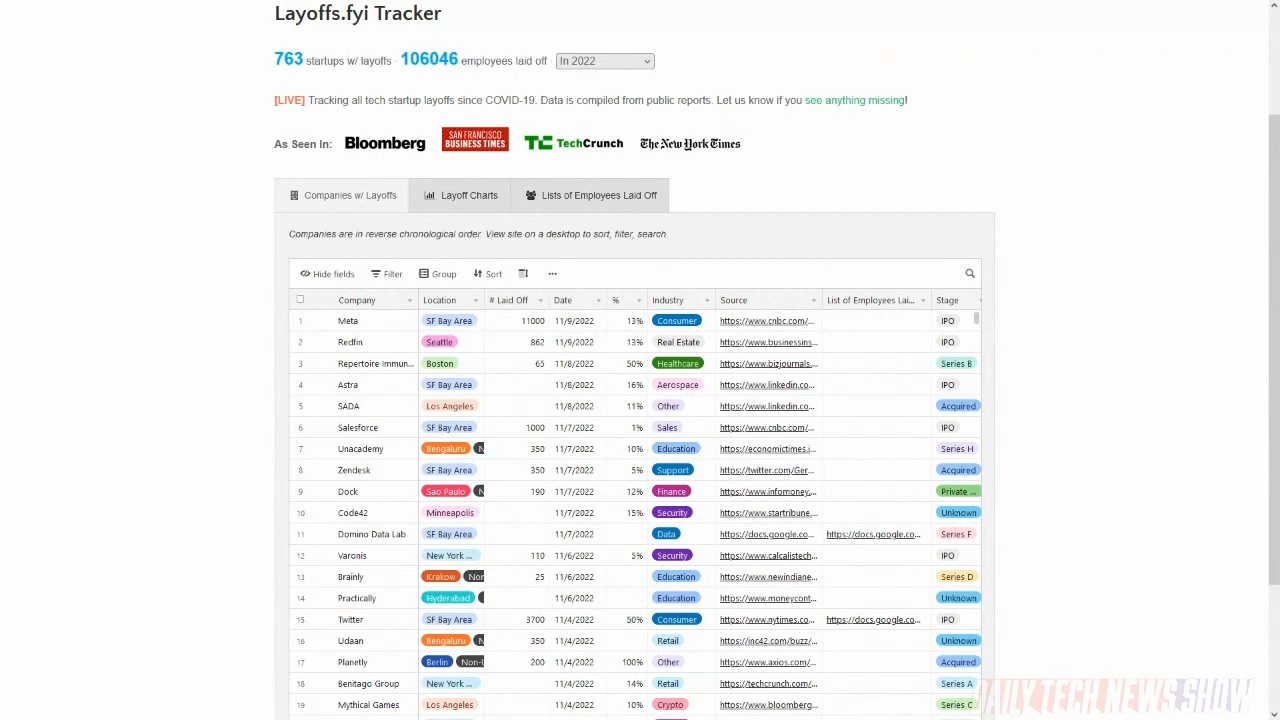 Layoffs.fyi Tracker
763 startups w/ layoffs · 106046 employees laid off · In 2022
[LIVE] Tracking all tech startup layoffs since COVID-19. Data is compiled from public reports. Let us know if you see anything missing!
As Seen In: Bloomberg SAN FRANCISCO BUSINESS TIMES TC TechCrunch The New York Times
Companies w/ Layoffs Layoff Charts Lists of Employees Laid Off
Companies are in reverse chronological order. View site on a desktop to sort, filter, search.
Hide fields Filter Group Sort ...
Company Location # Laid Off Date % Industry Source List of Employees Lai... Stage
1 Meta SF Bay Area 11000 11/9/2022 13% Consumer https://www.cnbc.com/... IPO
2 Redfin Seattle 862 11/9/2022 13% Real Estate https://www.businessins... IPO
3 Repertoire Immun... Boston 65 11/8/2022 50% Healthcare https://www.bizjournals... Series B
4 Astra SF Bay Area 11/8/2022 16% Aerospace https://www.linkedin.co... IPO
5 SADA Los Angeles 11/8/2022 11% Other https://www.linkedin.co... Acquired
6 Salesforce SF Bay Area 1000 11/7/2022 1% Sales https://www.cnbc.com/... IPO
7 Unacademy Bengaluru N 350 11/7/2022 10% Education https://economictimes.i... Series H
8 Zendesk SF Bay Area 350 11/7/2022 5% Support https://twitter.com/Ger... Acquired
9 Dock Sao Paulo N 190 11/7/2022 12% Finance https://www.infomoney... Private ...
10 Code42 Minneapolis 11/7/2022 15% Security https://www.startribune... Unknown
11 Domino Data Lab SF Bay Area 11/7/2022 Data https://docs.google.co... https://docs.google.co... Series F
12 Varonis New York ... 110 11/6/2022 5% Security https://www.calcalistech... IPO
13 Brainly Krakow Non 25 11/6/2022 Education https://www.newindiane... Series D
14 Practically Hyderabad 11/6/2022 Education https://www.moneycont... Unknown
15 Twitter SF Bay Area 3700 11/4/2022 50% Consumer https://www.nytimes.co... https://docs.google.co... IPO
16 Udaan Bengaluru N 350 11/4/2022 Retail https://inc42.com/buzz/... Unknown
17 Planetly Berlin Non-U 200 11/4/2022 100% Other https://www.axios.com/... Acquired
18 Benitago Group New York ... 11/4/2022 14% Retail https://techcrunch.com/... Series A
19 Mythical Games Los Angeles 11/4/2022 10% Crypto https://www.bloomberg... Series C
DAILY TECH NEWS SHOW